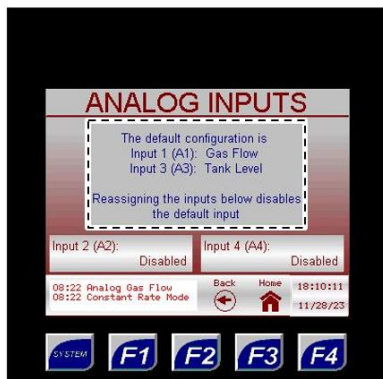 ANALOG INPUTS
The default configuration is
Input 1 (A1): Gas Flow
Input 3 (A3): Tank Level
Reassigning the inputs below disables
the default input
Input 2 (A2):
Disabled
Input 4 (A4):
Disabled
08:22 Analog Gas Flow
08:22 Constant Rate Mode
Back
Home
18:10:11
11/28/23
SYSTEM
F1
F2
F3
F4